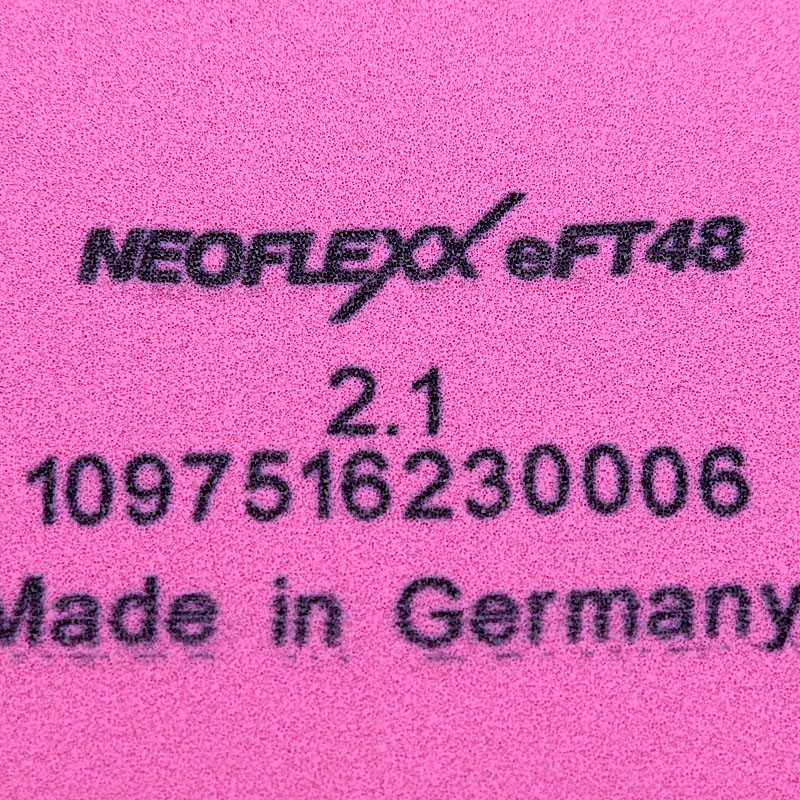 NEOFLEXX eFT48
2.1
1097516230006
Made in Germany